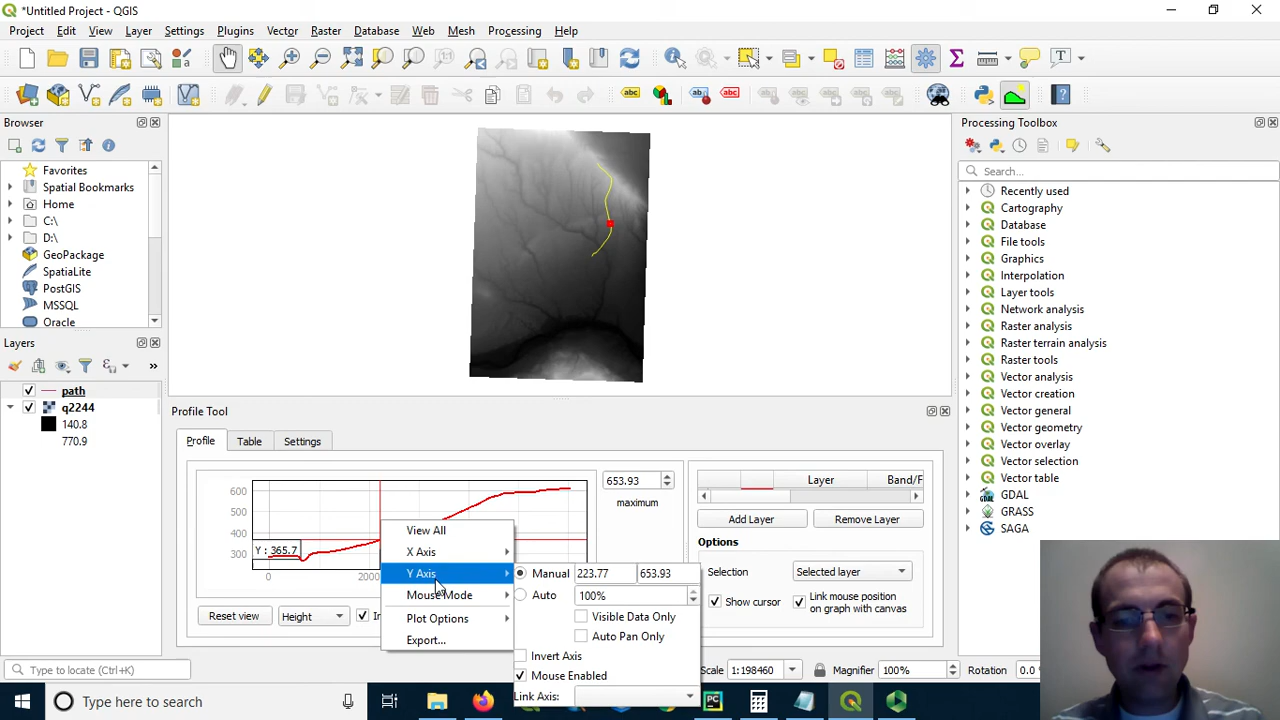 *Untitled Project - QGIS
Project Edit View Layer Settings Plugins Vector Raster Database Web Mesh Processing Help
Browser
Favorites
Spatial Bookmarks
Home
C:\
D:\
GeoPackage
SpatiaLite
PostGIS
MSSQL
Oracle
Layers
path
q2244
140.8
770.9
Profile Tool
Profile Table Settings
600
500
400
300
Y : 365.7
0
2000
653.93
maximum
Reset view
Height
View All
X Axis
Y Axis
Mouse Mode
Plot Options
Export...
Manual 223.77 653.93
Auto 100%
Visible Data Only
Auto Pan Only
Invert Axis
Mouse Enabled
Link Axis:
Layer Band/F
Add Layer Remove Layer
Options
Selection Selected layer
Show cursor
Link mouse position
on graph with canvas
Processing Toolbox
Search...
Recently used
Cartography
Database
File tools
Graphics
Interpolation
Layer tools
Network analysis
Raster analysis
Raster terrain analysis
Raster tools
Vector analysis
Vector creation
Vector general
Vector geometry
Vector overlay
Vector selection
Vector table
GDAL
GRASS
SAGA
Type to locate (Ctrl+K)
Scale 1:198460 Magnifier 100% Rotation 0.0
Type here to search